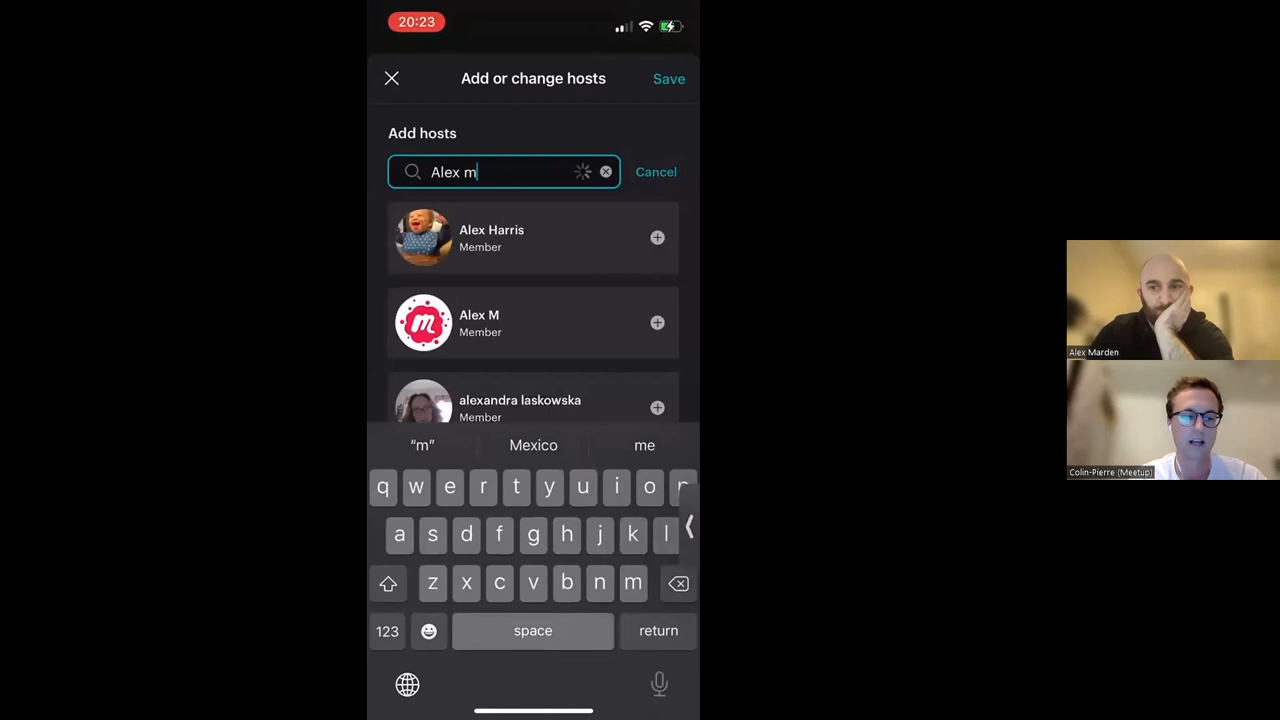 20:23
Add or change hosts
Save
Add hosts
Alex m
Cancel
Alex Harris
Member
m
Alex M
Member
alexandra laskowska
Member
“m”
Mexico
me
q w e r t y u i o p
a s d f g h j k l
z x c v b n m
123
space
return
Alex Marden
Colin-Pierre (Meetup)